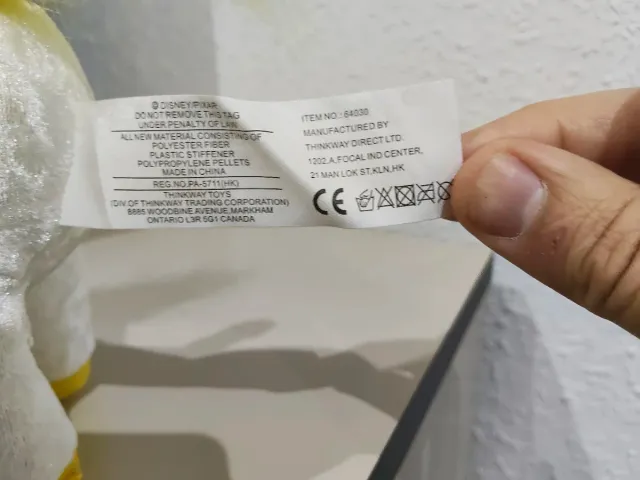 © DISNEY/PIXAR
DO NOT REMOVE THIS TAG
UNDER PENALTY OF LAW
ALL NEW MATERIAL CONSISTING OF
POLYESTER FIBER
PLASTIC STIFFENER
POLYPROPYLENE PELLETS
MADE IN CHINA
REG.NO.PA-5711(HK)
THINKWAY TOYS
(DIV.OF THINKWAY TRADING CORPORATION)
8885 WOODBINE AVENUE, MARKHAM
ONTARIO L3R 5G1 CANADA
ITEM NO.:64030
MANUFACTURED BY
THINKWAY DIRECT LTD.
1202,A,FOCAL IND CENTER,
21 MAN LOK ST,KLN,HK
CE